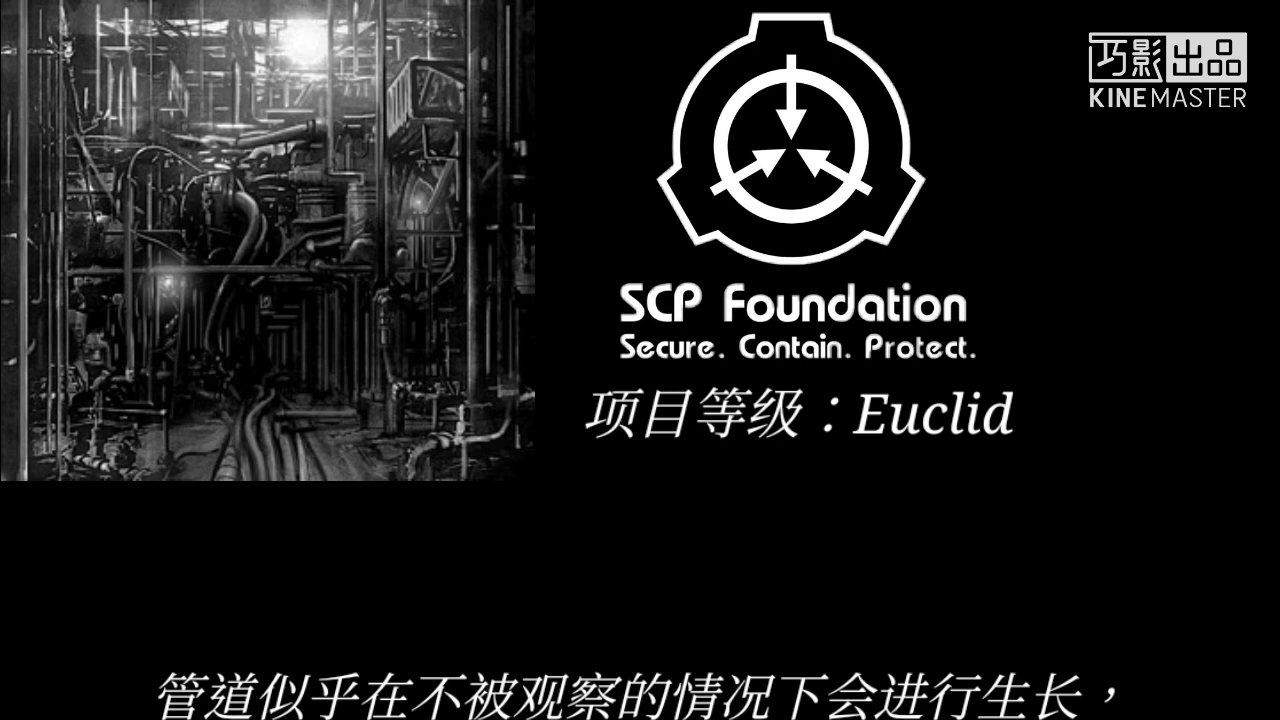 巧影出品
KINEMASTER
SCP Foundation
Secure. Contain. Protect.
项目等级：Euclid
管道似乎在不被观察的情况下会进行生长，